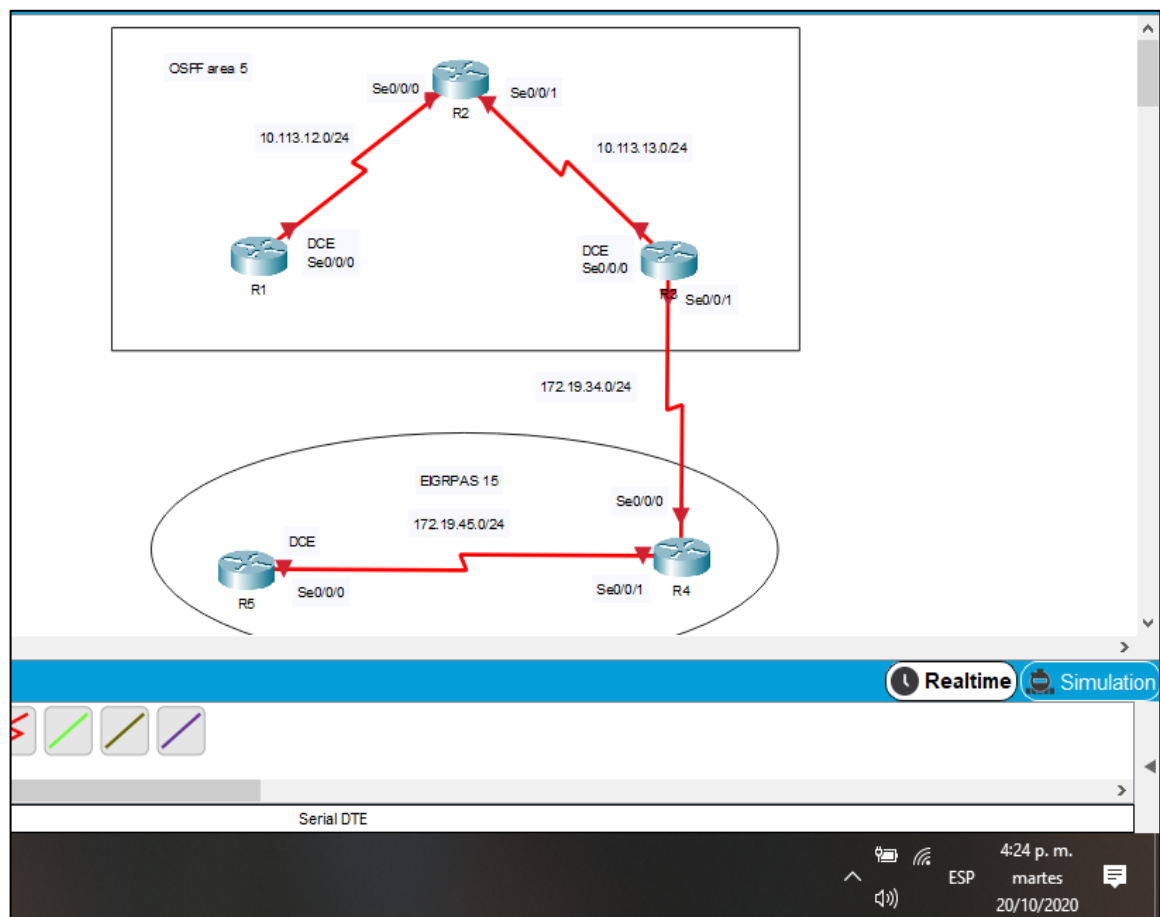 OSPF area 5
Se0/0/0
Se0/0/1
R2
10.113.12.0/24
10.113.13.0/24
DCE
Se0/0/0
R1
DCE
Se0/0/0
R3
Se0/0/1
172.19.34.0/24
EIGRPAS 15
Se0/0/0
172.19.45.0/24
DCE
Se0/0/0
R5
Se0/0/1
R4
Realtime
Simulation
Serial DTE
4:24 p. m.
ESP
martes
20/10/2020